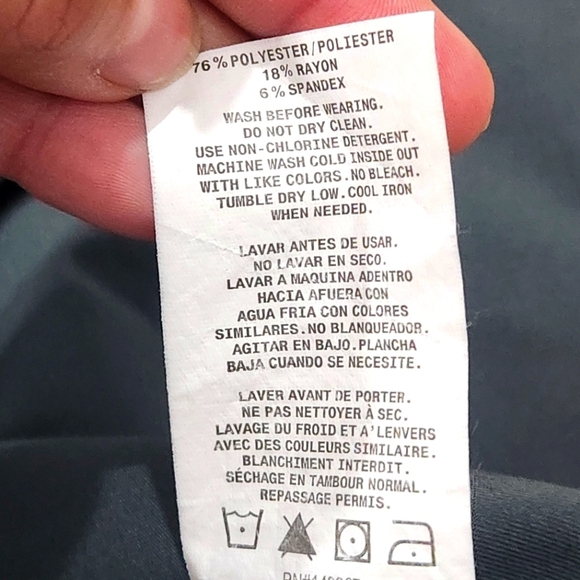 76% POLYESTER/POLIESTER
18% RAYON
6% SPANDEX
WASH BEFORE WEARING.
DO NOT DRY CLEAN.
USE NON-CHLORINE DETERGENT.
MACHINE WASH COLD INSIDE OUT
WITH LIKE COLORS.NO BLEACH.
TUMBLE DRY LOW.COOL IRON
WHEN NEEDED.
LAVAR ANTES DE USAR.
NO LAVAR EN SECO.
LAVAR A MAQUINA ADENTRO
HACIA AFUERA CON
AGUA FRIA CON COLORES
SIMILARES.NO BLANQUEADOR.
AGITAR EN BAJO.PLANCHA
BAJA CUANDO SE NECESITE.
LAVER AVANT DE PORTER.
NE PAS NETTOYER À SEC.
LAVAGE DU FROID ET A'LENVERS
AVEC DES COULEURS SIMILAIRE.
BLANCHIMENT INTERDIT.
SÉCHAGE EN TAMBOUR NORMAL.
REPASSAGE PERMIS.